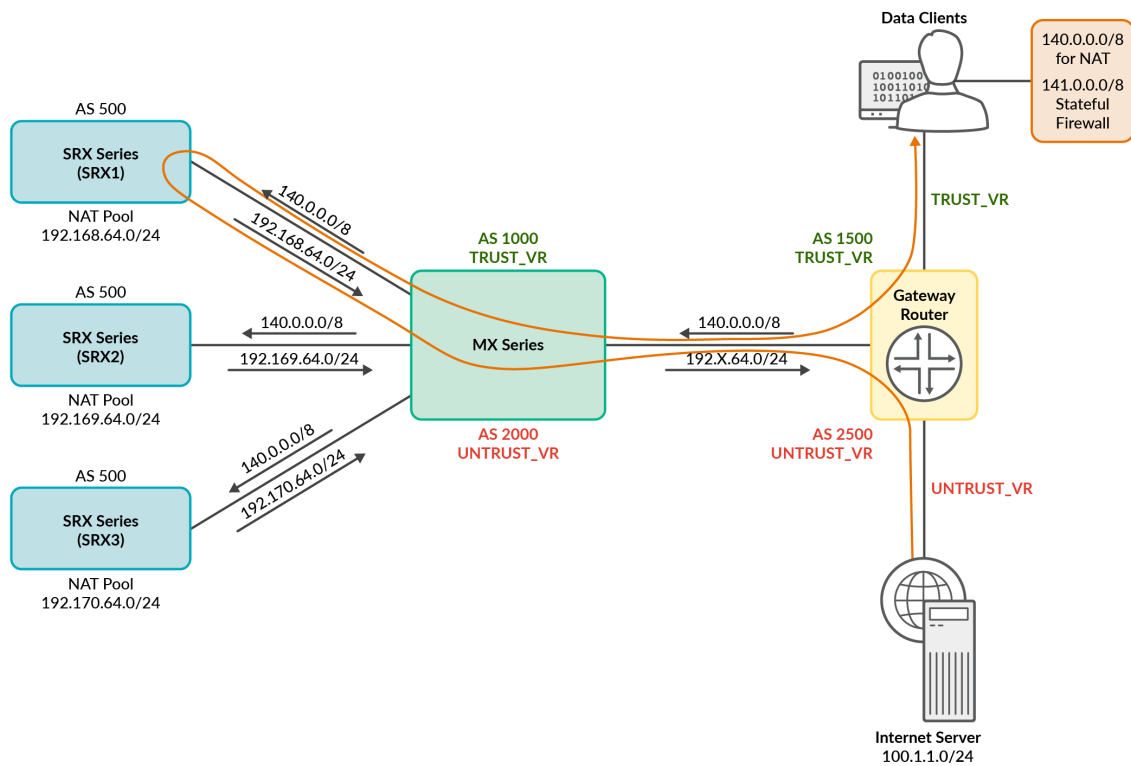 Data Clients
0100100
10011010
10110
140.0.0.0/8
for NAT
141.0.0.0/8
Stateful
Firewall
AS 500
SRX Series
(SRX1)
NAT Pool
192.168.64.0/24
140.0.0.0/8
192.168.64.0/24
TRUST_VR
AS 1000
TRUST_VR
AS 1500
TRUST_VR
AS 500
SRX Series
(SRX2)
NAT Pool
192.169.64.0/24
140.0.0.0/8
192.169.64.0/24
MX Series
140.0.0.0/8
192.X.64.0/24
Gateway
Router
AS 2000
UNTRUST_VR
AS 2500
UNTRUST_VR
AS 500
SRX Series
(SRX3)
NAT Pool
192.170.64.0/24
140.0.0.0/8
192.170.64.0/24
UNTRUST_VR
Internet Server
100.1.1.0/24